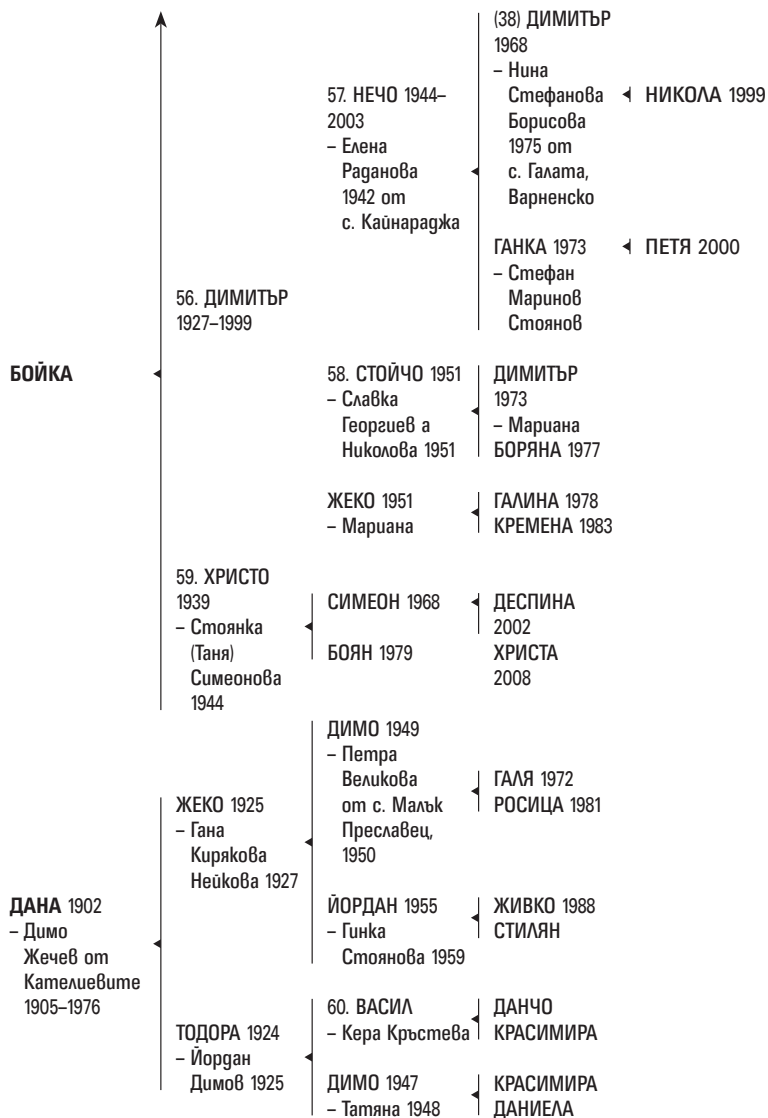 (38) ДИМИТЪР
1968
– Нина
Стефанова
Борисова
1975 от
с. Галата,
Варненско
НИКОЛА 1999
57. НЕЧО 1944–
2003
– Елена
Раданова
1942 от
с. Кайнараджа
ГАНКА 1973
– Стефан
Маринов
Стоянов
ПЕТЯ 2000
56. ДИМИТЪР
1927–1999
БОЙКА
58. СТОЙЧО 1951
– Славка
Георгиев а
Николова 1951
ДИМИТЪР
1973
– Мариана
БОРЯНА 1977
ЖЕКО 1951
– Мариана
ГАЛИНА 1978
КРЕМЕНА 1983
59. ХРИСТО
1939
– Стоянка
(Таня)
Симеонова
1944
СИМЕОН 1968
БОЯН 1979
ДЕСПИНА
2002
ХРИСТА
2008
ДИМО 1949
– Петра
Великова
от с. Малък
Преславец,
1950
ГАЛЯ 1972
РОСИЦА 1981
ЖЕКО 1925
– Гана
Кирякова
Нейкова 1927
ДАНА 1902
– Димо
Жечев от
Кателиевите
1905–1976
ЙОРДАН 1955
– Гинка
Стоянова 1959
ЖИВКО 1988
СТИЛЯН
ТОДОРА 1924
– Йордан
Димов 1925
60. ВАСИЛ
– Кера Кръстева
ДАНЧО
КРАСИМИРА
ДИМО 1947
– Татяна 1948
КРАСИМИРА
ДАНИЕЛА